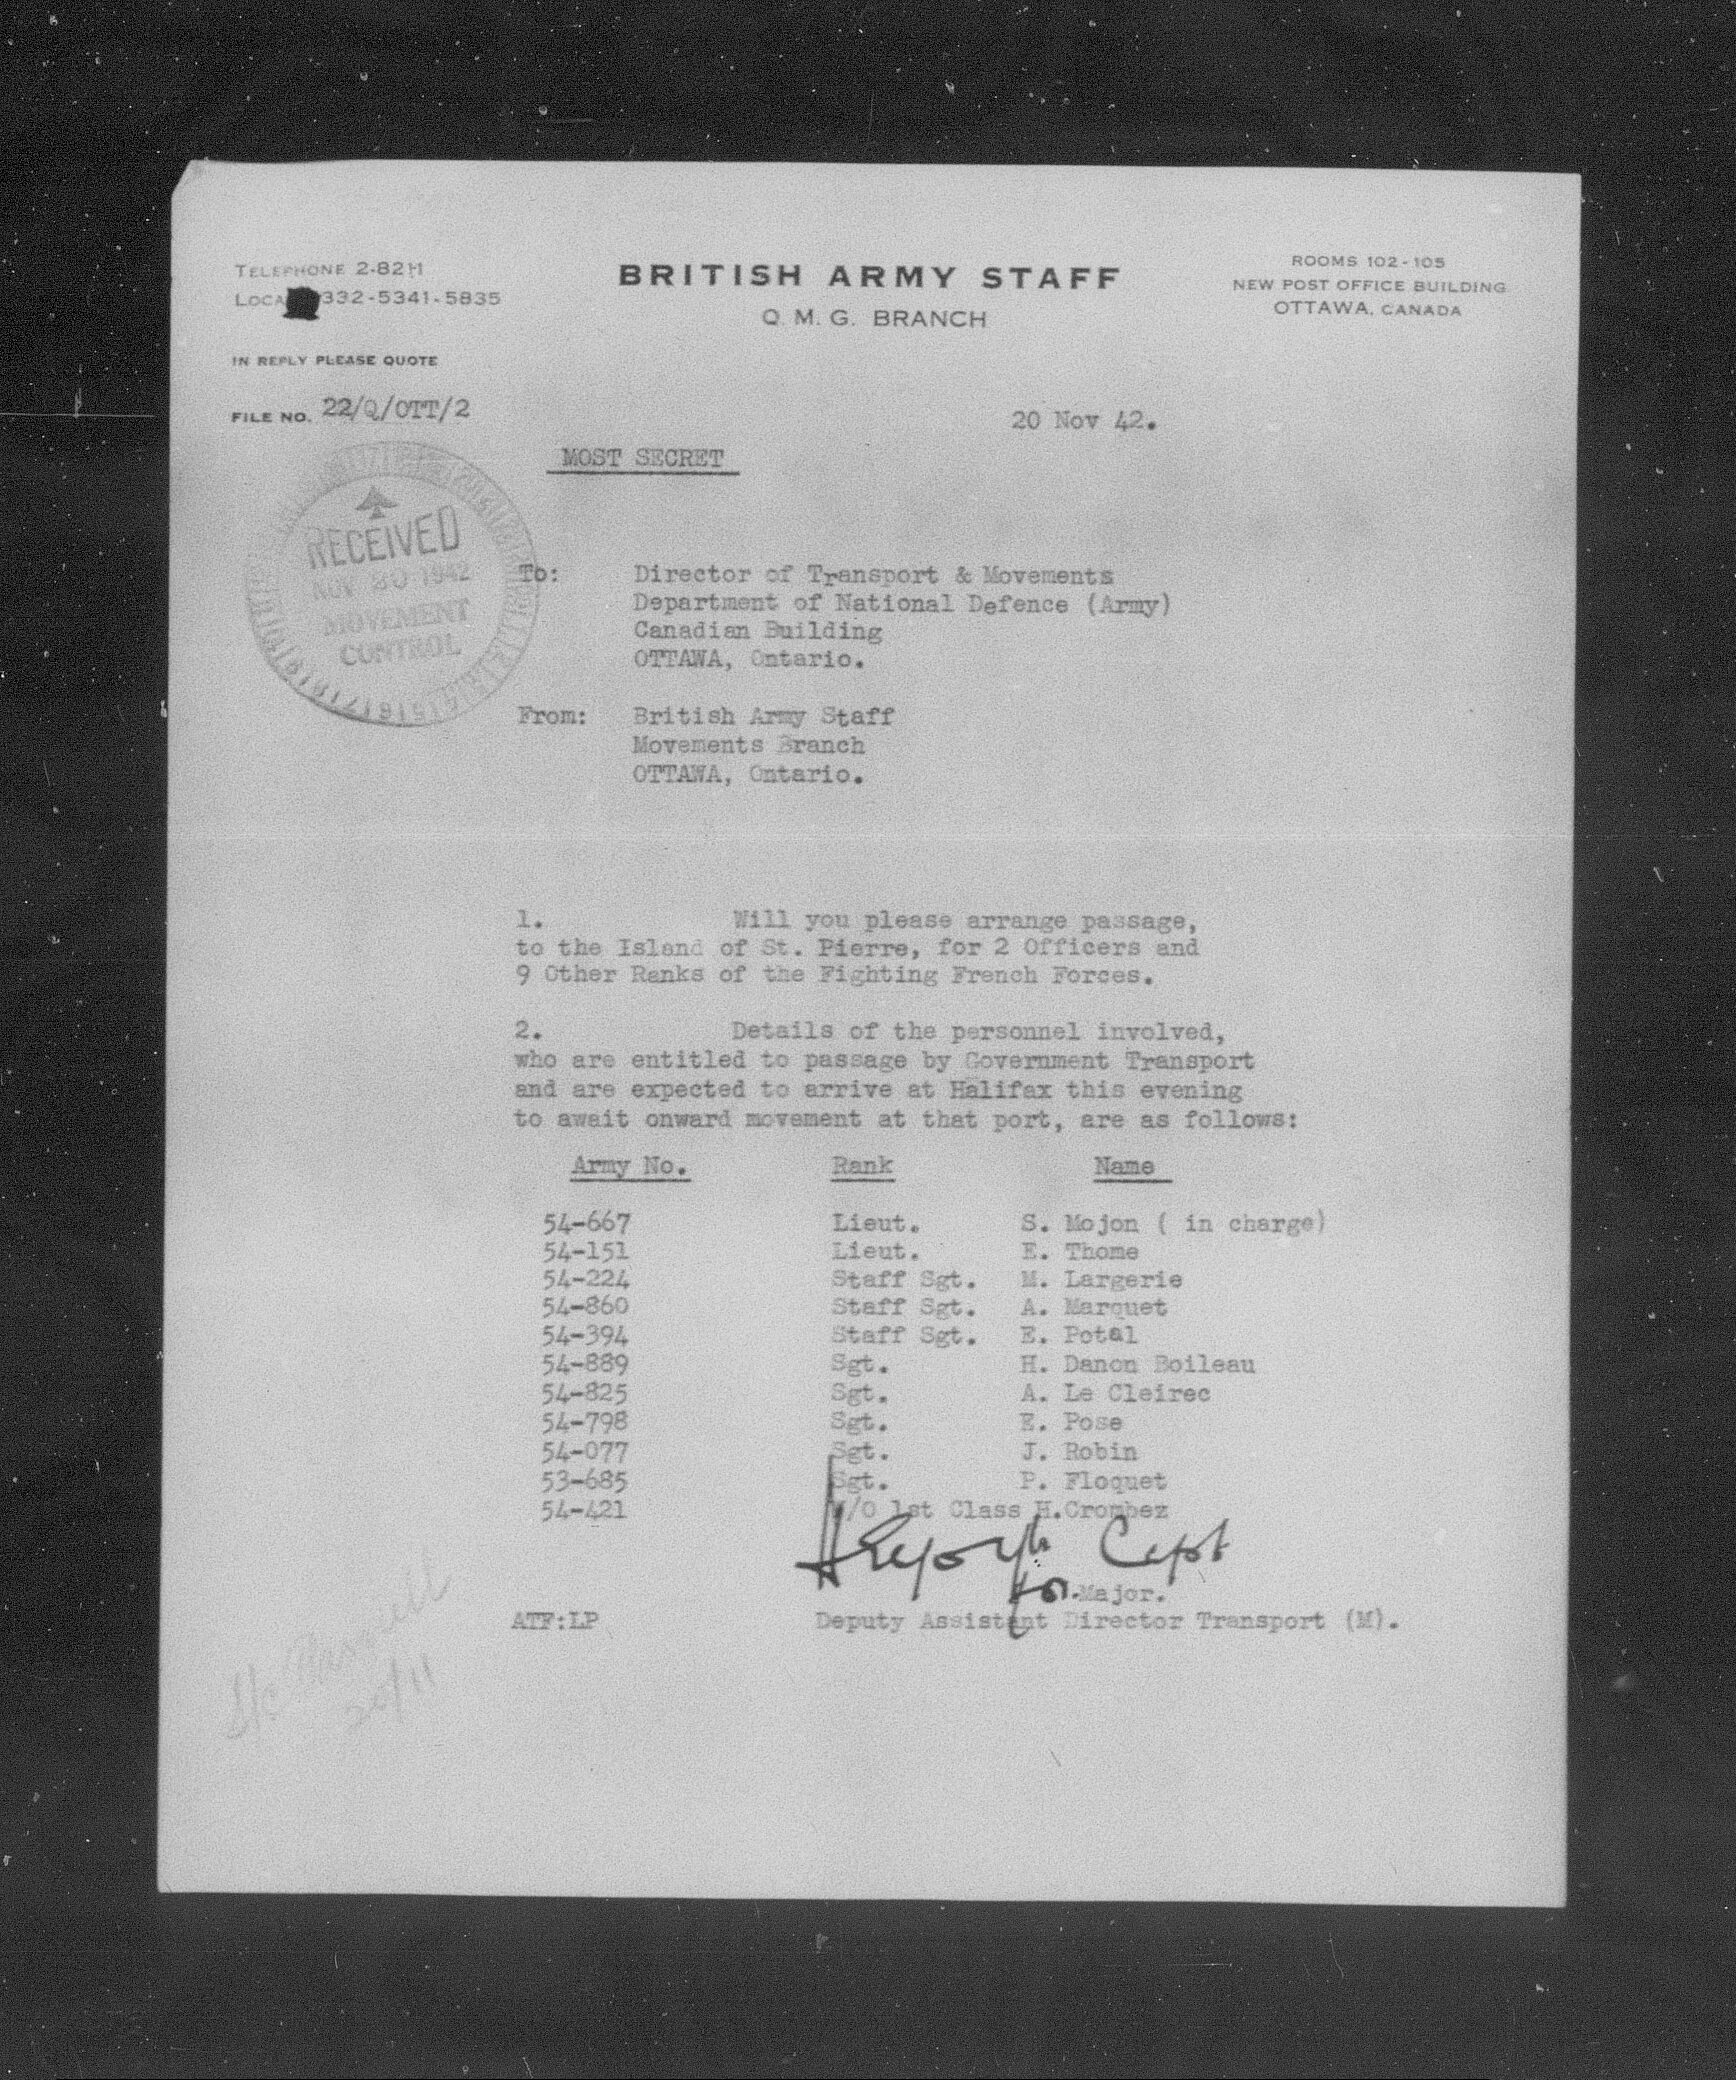 TELEPHONE 2-8211
332-5341-5835
BRITISH ARMY STAFF
Q. M. G. BRANCH
ROOMS 102-105
NEW POST OFFICE BUILDING
OTTAWA, CANADA
IN REPLY PLEASE QUOTE
FILE NO. 22/Q/OTT/2
20 Nov 42.
MOST SECRET
RECEIVED
NOV 20 1942
MOVEMENT
CONTROL
To: Director of Transport & Movements
Department of National Defence (Army)
Canadian Building
OTTAWA, Ontario.
From: British Army Staff
Movements Branch
OTTAWA, Ontario.
1. Will you please arrange passage,
to the Island of St. Pierre, for 2 Officers and
9 Other Ranks of the Fighting French Forces.
2. Details of the personnel involved,
who are entitled to passage by Government Transport
and are expected to arrive at Halifax this evening
to await onward movement at that port, are as follows:
Army No. Rank Name
54-667 Lieut. S. Mojon ( in charge)
54-151 Lieut. E. Thome
54-224 Staff Sgt. M. Largerie
54-860 Staff Sgt. A. Marquet
54-394 Staff Sgt. E. Potal
54-889 Sgt. H. Danon Boileau
54-825 Sgt. A. Le Cleirec
54-798 Sgt. E. Pose
54-077 Sgt. J. Robin
53-685 Sgt. P. Floquet
54-421 /O 1st Class H.Crombez
Capt
for Major.
ATF:LP Deputy Assistant Director Transport (M).
20/11